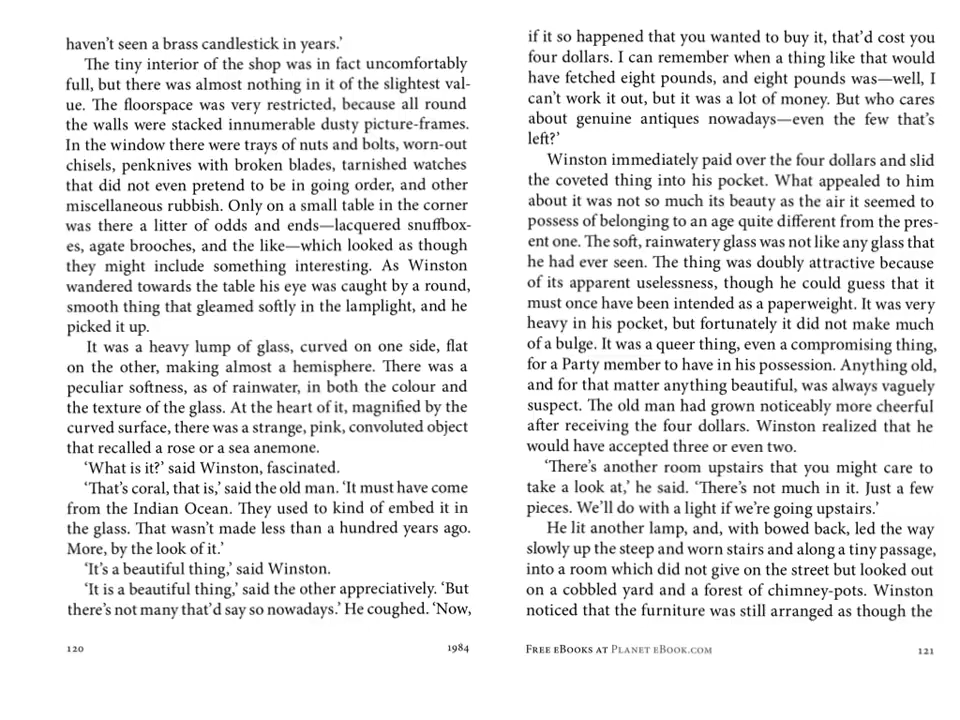 haven't seen a brass candlestick in years.'
The tiny interior of the shop was in fact uncomfortably
full, but there was almost nothing in it of the slightest val-
ue. The floorspace was very restricted, because all round
the walls were stacked innumerable dusty picture-frames.
In the window there were trays of nuts and bolts, worn-out
chisels, penknives with broken blades, tarnished watches
that did not even pretend to be in going order, and other
miscellaneous rubbish. Only on a small table in the corner
was there a litter of odds and ends—lacquered snuffbox-
es, agate brooches, and the like—which looked as though
they might include something interesting. As Winston
wandered towards the table his eye was caught by a round,
smooth thing that gleamed softly in the lamplight, and he
picked it up.
It was a heavy lump of glass, curved on one side, flat
on the other, making almost a hemisphere. There was a
peculiar softness, as of rainwater, in both the colour and
the texture of the glass. At the heart of it, magnified by the
curved surface, there was a strange, pink, convoluted object
that recalled a rose or a sea anemone.
'What is it?' said Winston, fascinated.
'That's coral, that is,' said the old man. 'It must have come
from the Indian Ocean. They used to kind of embed it in
the glass. That wasn't made less than a hundred years ago.
More, by the look of it.'
'It's a beautiful thing,' said Winston.
'It is a beautiful thing,' said the other appreciatively. 'But
there's not many that'd say so nowadays.' He coughed. 'Now,
120
1984
if it so happened that you wanted to buy it, that'd cost you
four dollars. I can remember when a thing like that would
have fetched eight pounds, and eight pounds was—well, I
can't work it out, but it was a lot of money. But who cares
about genuine antiques nowadays—even the few that's
left?'
Winston immediately paid over the four dollars and slid
the coveted thing into his pocket. What appealed to him
about it was not so much its beauty as the air it seemed to
possess of belonging to an age quite different from the pres-
ent one. The soft, rainwatery glass was not like any glass that
he had ever seen. The thing was doubly attractive because
of its apparent uselessness, though he could guess that it
must once have been intended as a paperweight. It was very
heavy in his pocket, but fortunately it did not make much
of a bulge. It was a queer thing, even a compromising thing,
for a Party member to have in his possession. Anything old,
and for that matter anything beautiful, was always vaguely
suspect. The old man had grown noticeably more cheerful
after receiving the four dollars. Winston realized that he
would have accepted three or even two.
'There's another room upstairs that you might care to
take a look at,' he said. 'There's not much in it. Just a few
pieces. We'll do with a light if we're going upstairs.'
He lit another lamp, and, with bowed back, led the way
slowly up the steep and worn stairs and along a tiny passage,
into a room which did not give on the street but looked out
on a cobbled yard and a forest of chimney-pots. Winston
noticed that the furniture was still arranged as though the
Free eBooks at Planet eBook.com
121